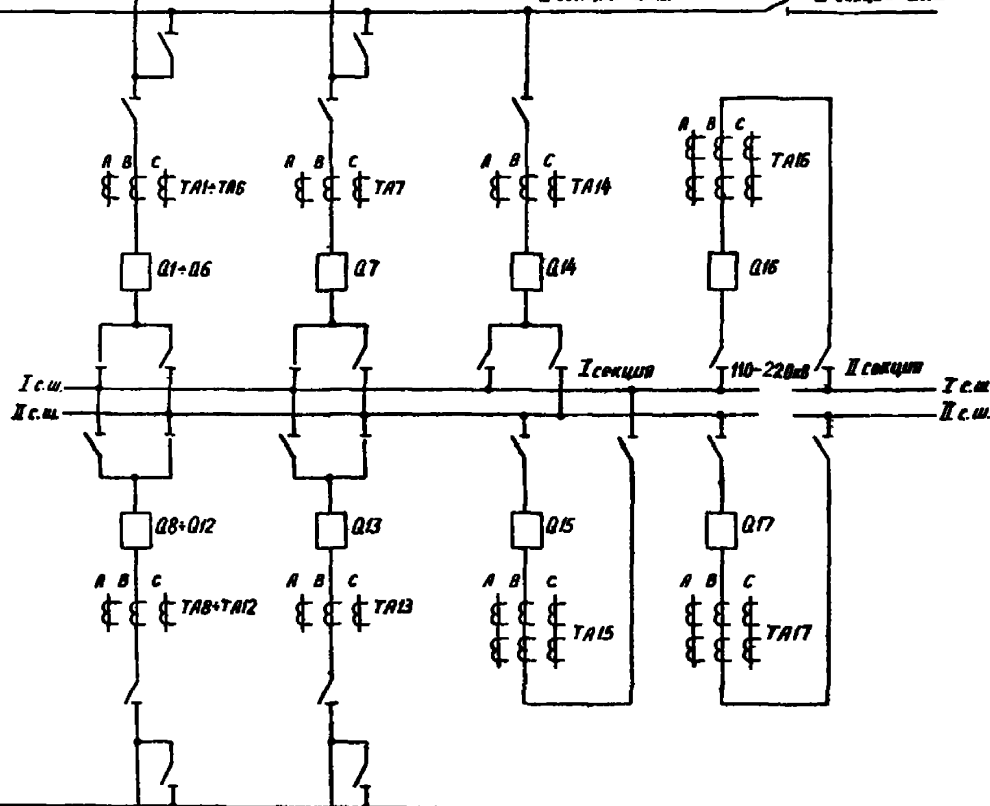 A B C TA1÷TA6
A B C TA7
A B C TA14
A B C TA16
Q1÷Q6
Q7
Q14
Q16
I с.ш.
I секция
110-220кв
II секция
I с.ш.
II с.ш.
II с.ш.
Q8÷Q12
Q13
Q15
Q17
A B C TA8÷TA12
A B C TA13
A B C TA15
A B C TA17